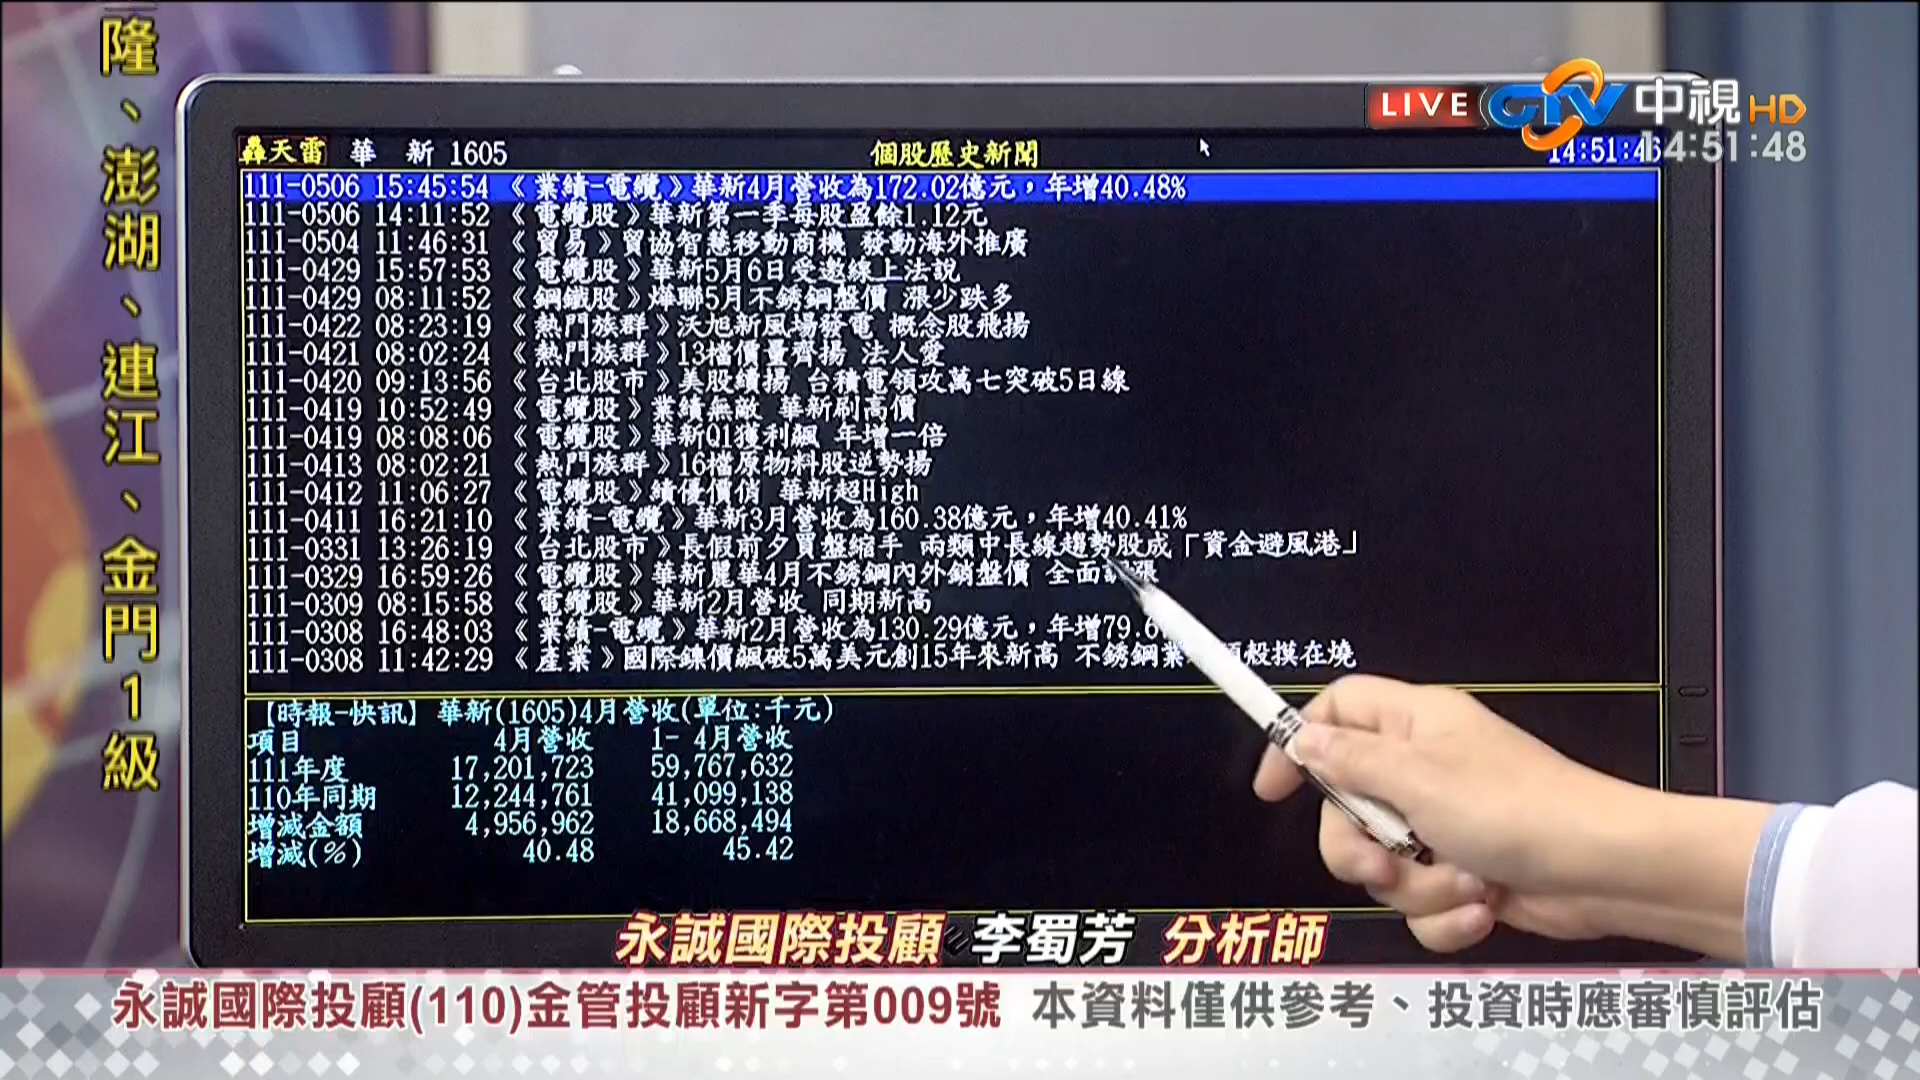 隆、澎湖、連江、金門1級
LIVE CTV 中視 HD
14:51:48
轟天雷 華 新 1605 個股歷史新聞 14:51:46
111-0506 15:45:54 《業績-電纜》華新4月營收為172.02億元，年增40.48%
111-0506 14:11:52 《電纜股》華新第一季每股盈餘1.12元
111-0504 11:46:31 《貿易》貿協智慧移動商機 發動海外推廣
111-0429 15:57:53 《電纜股》華新5月6日受邀線上法說
111-0429 08:11:52 《鋼鐵股》燁聯5月不銹鋼盤價 漲少跌多
111-0422 08:23:19 《熱門族群》沃旭新風場發電 概念股飛揚
111-0421 08:02:24 《熱門族群》13檔價量齊揚 法人愛
111-0420 09:13:56 《台北股市》美股續揚 台積電領攻萬七突破5日線
111-0419 10:52:49 《電纜股》業績無敵 華新刷高價
111-0419 08:08:06 《電纜股》華新Q1獲利飆 年增一倍
111-0413 08:02:21 《熱門族群》16檔原物料股逆勢揚
111-0412 11:06:27 《電纜股》績優價俏 華新超High
111-0411 16:21:10 《業績-電纜》華新3月營收為160.38億元，年增40.41%
111-0331 13:26:19 《台北股市》長假前夕買盤縮手 兩類中長線趨勢股成「資金避風港」
111-0329 16:59:26 《電纜股》華新麗華4月不銹鋼內外銷盤價 全面調漲
111-0309 08:15:58 《電纜股》華新2月營收 同期新高
111-0308 16:48:03 《業績-電纜》華新2月營收為130.29億元，年增79.6
111-0308 11:42:29 《產業》國際鎳價飆破5萬美元創15年來新高 不銹鋼業 頭殼摸在燒
【時報-快訊】華新(1605)4月營收(單位:千元)
項目 4月營收 1- 4月營收
111年度 17,201,723 59,767,632
110年同期 12,244,761 41,099,138
增減金額 4,956,962 18,668,494
增減(%) 40.48 45.42
永誠國際投顧 李蜀芳 分析師
永誠國際投顧(110)金管投顧新字第009號 本資料僅供參考、投資時應審慎評估